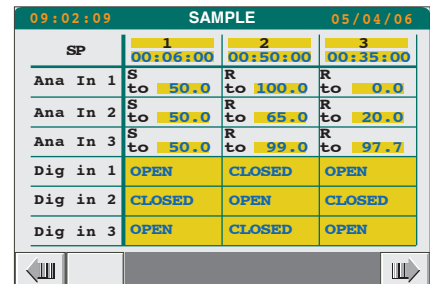 09:02:09 SAMPLE 05/04/06
SP 1 2 3
00:06:00 00:50:00 00:35:00
Ana In 1 S R R
to 50.0 to 100.0 to 0.0
Ana In 2 S R R
to 50.0 to 65.0 to 20.0
Ana In 3 S R R
to 50.0 to 99.0 to 97.7
Dig in 1 OPEN CLOSED OPEN
Dig in 2 CLOSED OPEN CLOSED
Dig in 3 OPEN CLOSED OPEN